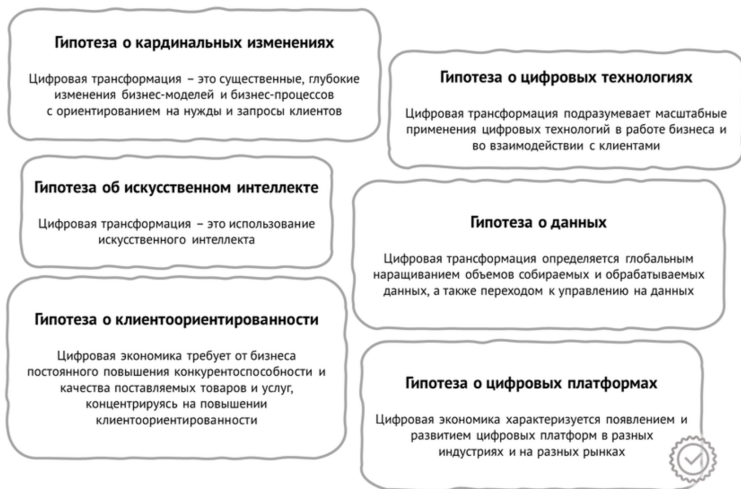 Гипотеза о кардинальных изменениях
Цифровая трансформация – это существенные, глубокие
изменения бизнес-моделей и бизнес-процессов
с ориентированием на нужды и запросы клиентов
Гипотеза о цифровых технологиях
Цифровая трансформация подразумевает масштабные
применения цифровых технологий в работе бизнеса и
во взаимодействии с клиентами
Гипотеза об искусственном интеллекте
Цифровая трансформация – это использование
искусственного интеллекта
Гипотеза о данных
Цифровая трансформация определяется глобальным
наращиванием объемов собираемых и обрабатываемых
данных, а также переходом к управлению на данных
Гипотеза о клиентоориентированности
Цифровая экономика требует от бизнеса
постоянного повышения конкурентоспособности и
качества поставляемых товаров и услуг,
концентрируясь на повышении
клиентоориентированности
Гипотеза о цифровых платформах
Цифровая экономика характеризуется появлением и
развитием цифровых платформ в разных
индустриях и на разных рынках